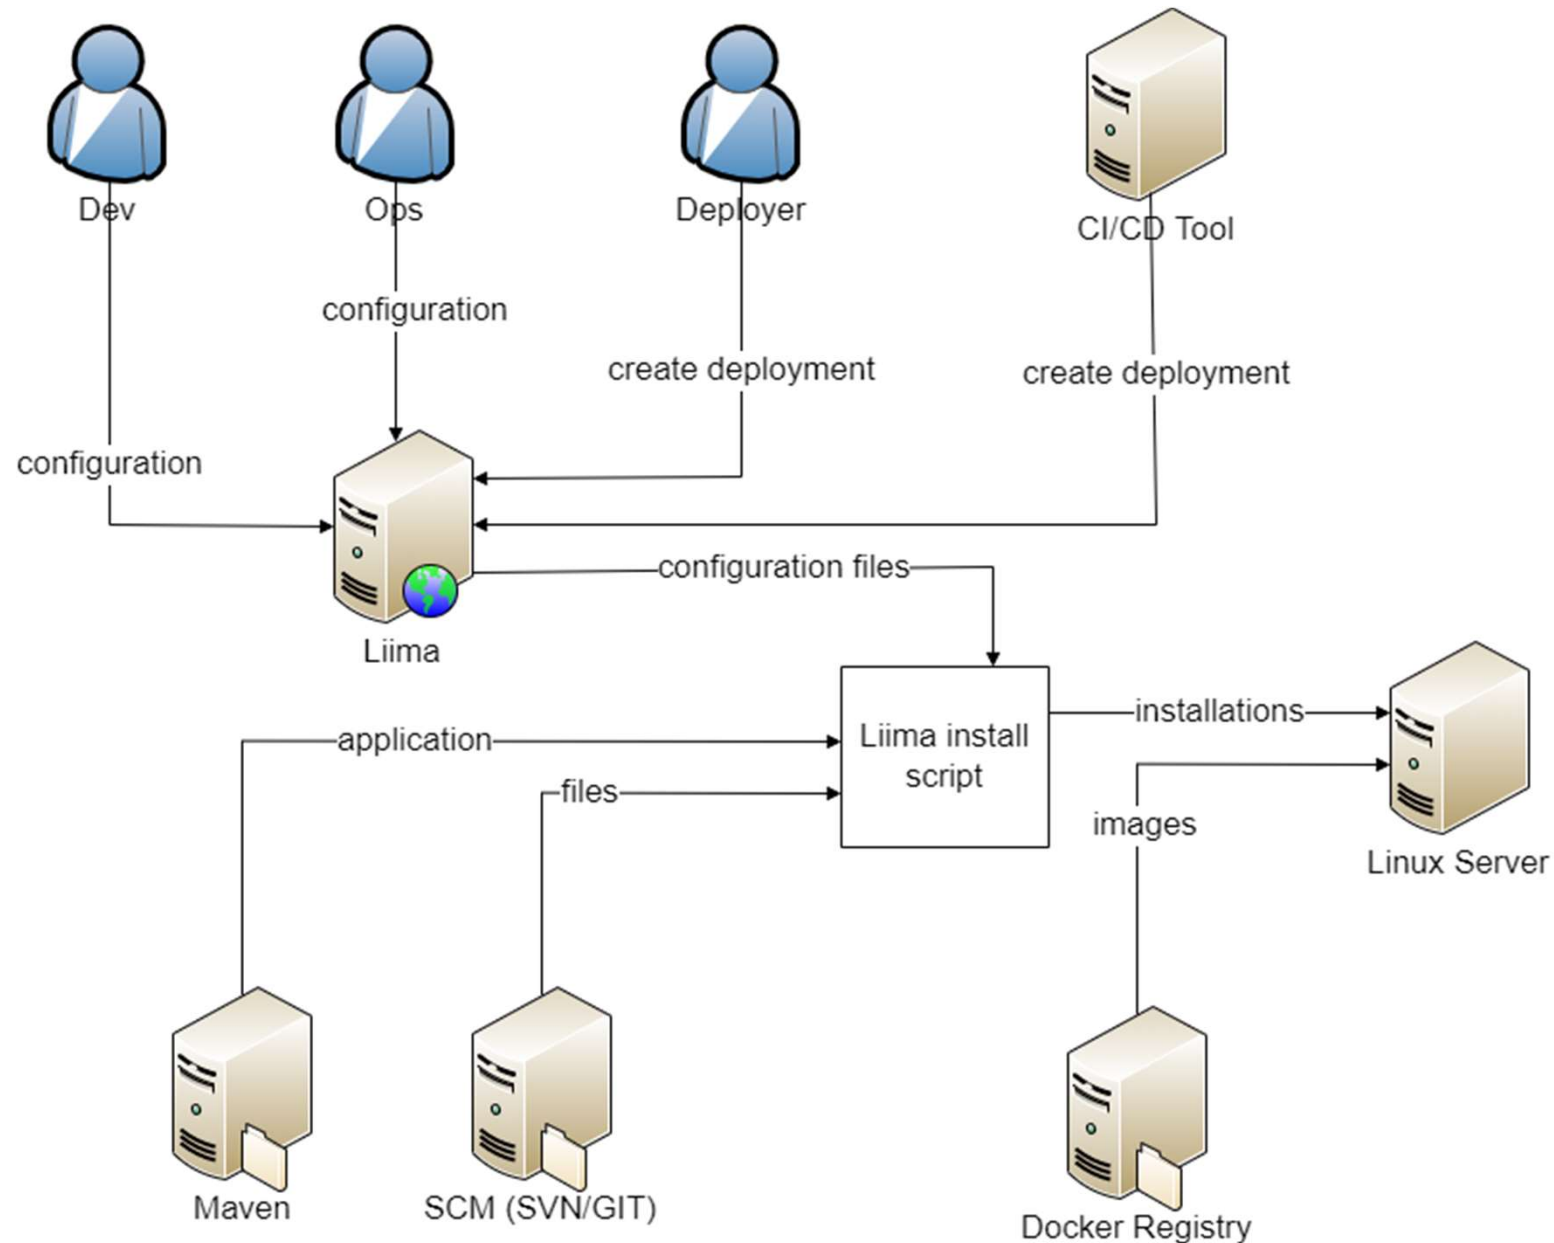 Dev
Ops
Deployer
CI/CD Tool
configuration
create deployment
create deployment
configuration
configuration files
Liima
installations
application
Liima install
script
files
images
Linux Server
Maven
SCM (SVN/GIT)
Docker Registry